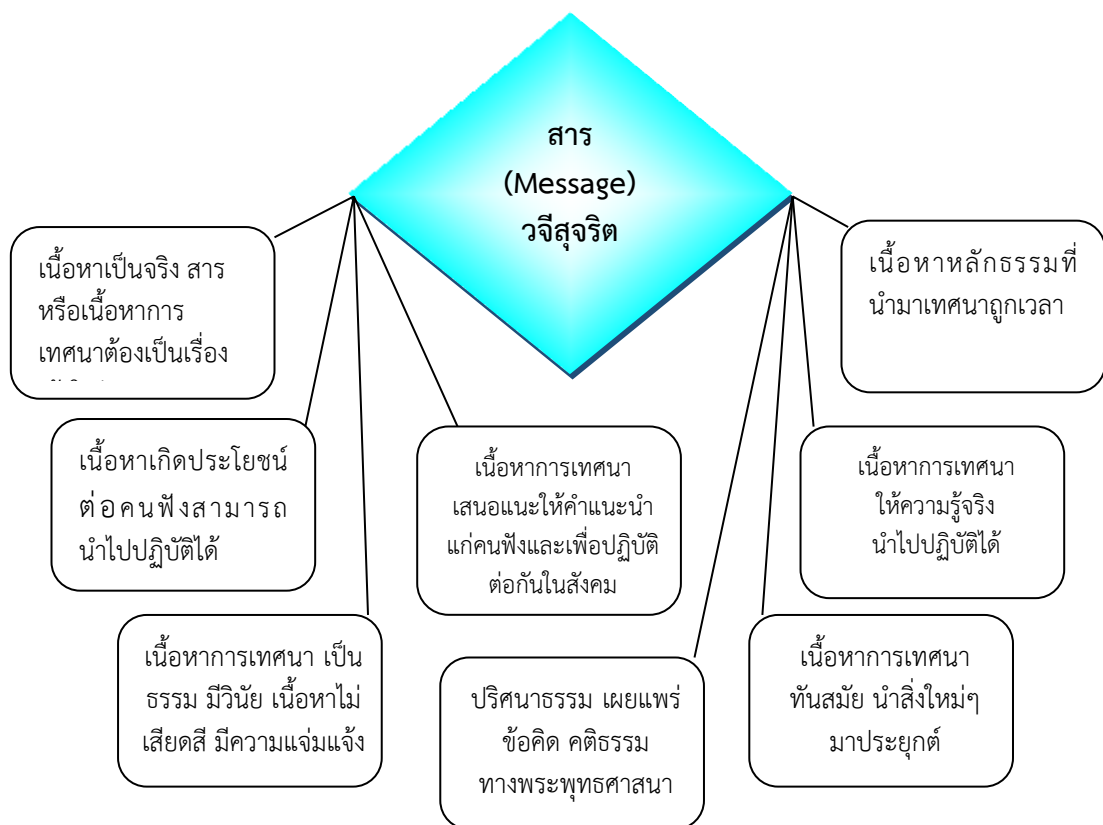 สาร
(Message)
วจีสุจริต
เนื้อหาเป็นจริง สาร
หรือเนื้อหาการ
เทศนาต้องเป็นเรื่อง
เนื้อหาหลักธรรมที่
นำมาเทศนาถูกเวลา
เนื้อหาเกิดประโยชน์
ต่อคนฟังสามารถ
นำไปปฏิบัติได้
เนื้อหาการเทศนา
เสนอแนะให้คำแนะนำ
แก่คนฟังและเพื่อปฏิบัติ
ต่อกันในสังคม
เนื้อหาการเทศนา
ให้ความรู้จริง
นำไปปฏิบัติได้
เนื้อหาการเทศนา เป็น
ธรรม มีวินัย เนื้อหาไม่
เสียดสี มีความแจ่มแจ้ง
ปริศนาธรรม เผยแพร่
ข้อคิด คติธรรม
ทางพระพุทธศาสนา
เนื้อหาการเทศนา
ทันสมัย นำสิ่งใหม่ๆ
มาประยุกต์